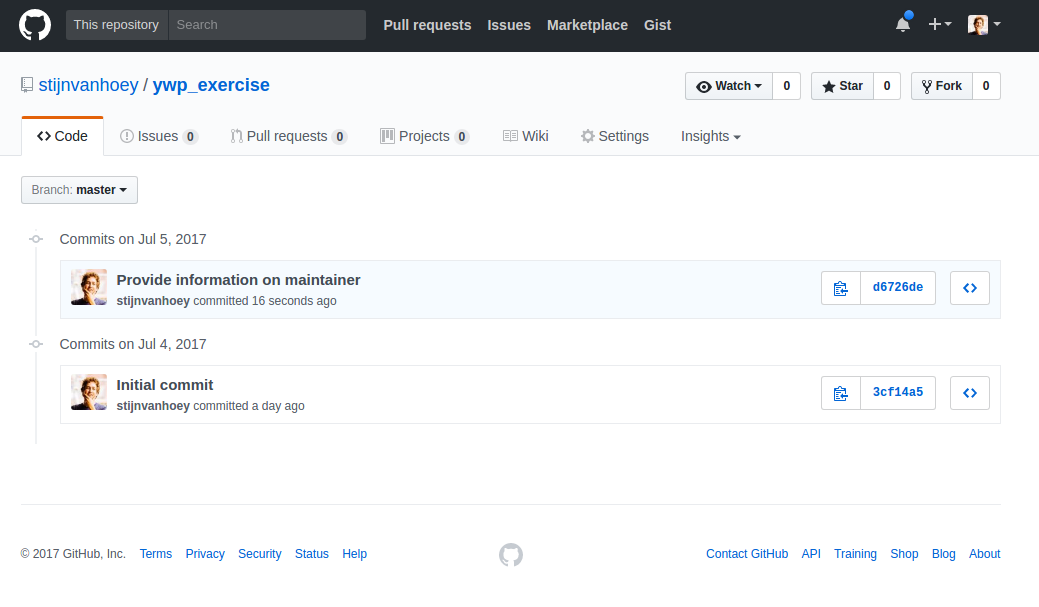 This repository Search Pull requests Issues Marketplace Gist
stijnvanhoey / ywp_exercise Watch 0 Star 0 Fork 0
Code Issues 0 Pull requests 0 Projects 0 Wiki Settings Insights
Branch: master
Commits on Jul 5, 2017
Provide information on maintainer
stijnvanhoey committed 16 seconds ago
d6726de
Commits on Jul 4, 2017
Initial commit
stijnvanhoey committed a day ago
3cf14a5
© 2017 GitHub, Inc. Terms Privacy Security Status Help Contact GitHub API Training Shop Blog About